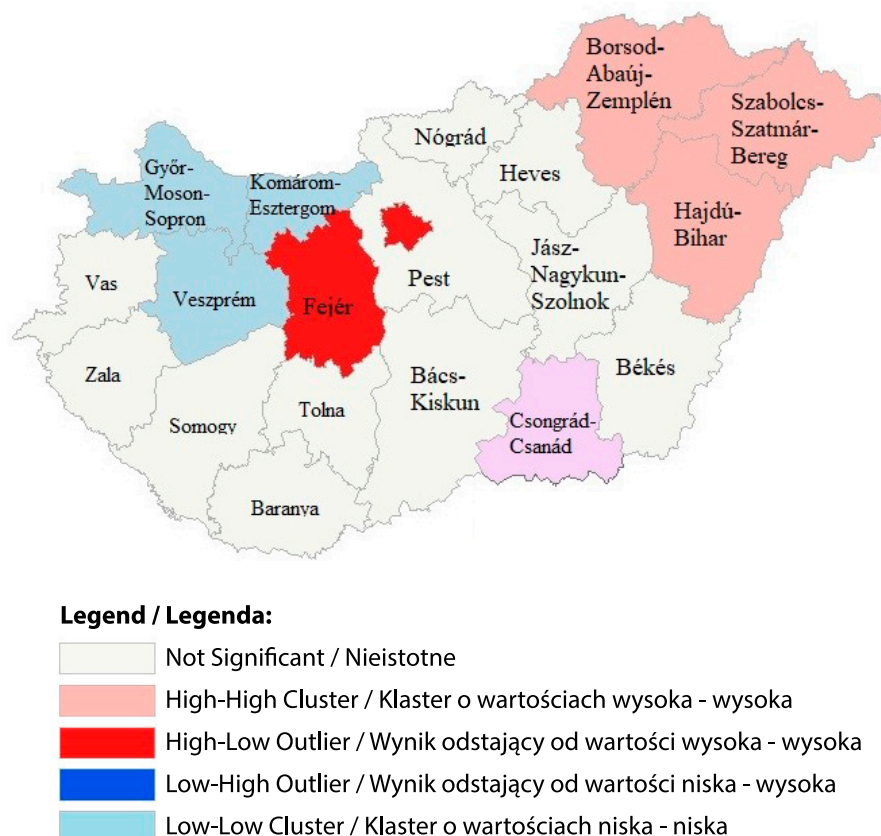 Borsod-
Abaúj-
Zemplén
Szabolcs-
Szatmár-
Bereg
Nógrád
Heves
Győr-
Moson-
Sopron
Komárom-
Esztergom
Hajdú-
Bihar
Jász-
Nagykun-
Szolnok
Vas
Veszprém
Fejér
Pest
Zala
Somogy
Tolna
Bács-
Kiskun
Békés
Csongrád-
Csanád
Baranya
Legend / Legenda:
Not Significant / Nieistotne
High-High Cluster / Klaster o wartościach wysoka - wysoka
High-Low Outlier / Wynik odstający od wartości wysoka - wysoka
Low-High Outlier / Wynik odstający od wartości niska - wysoka
Low-Low Cluster / Klaster o wartościach niska - niska